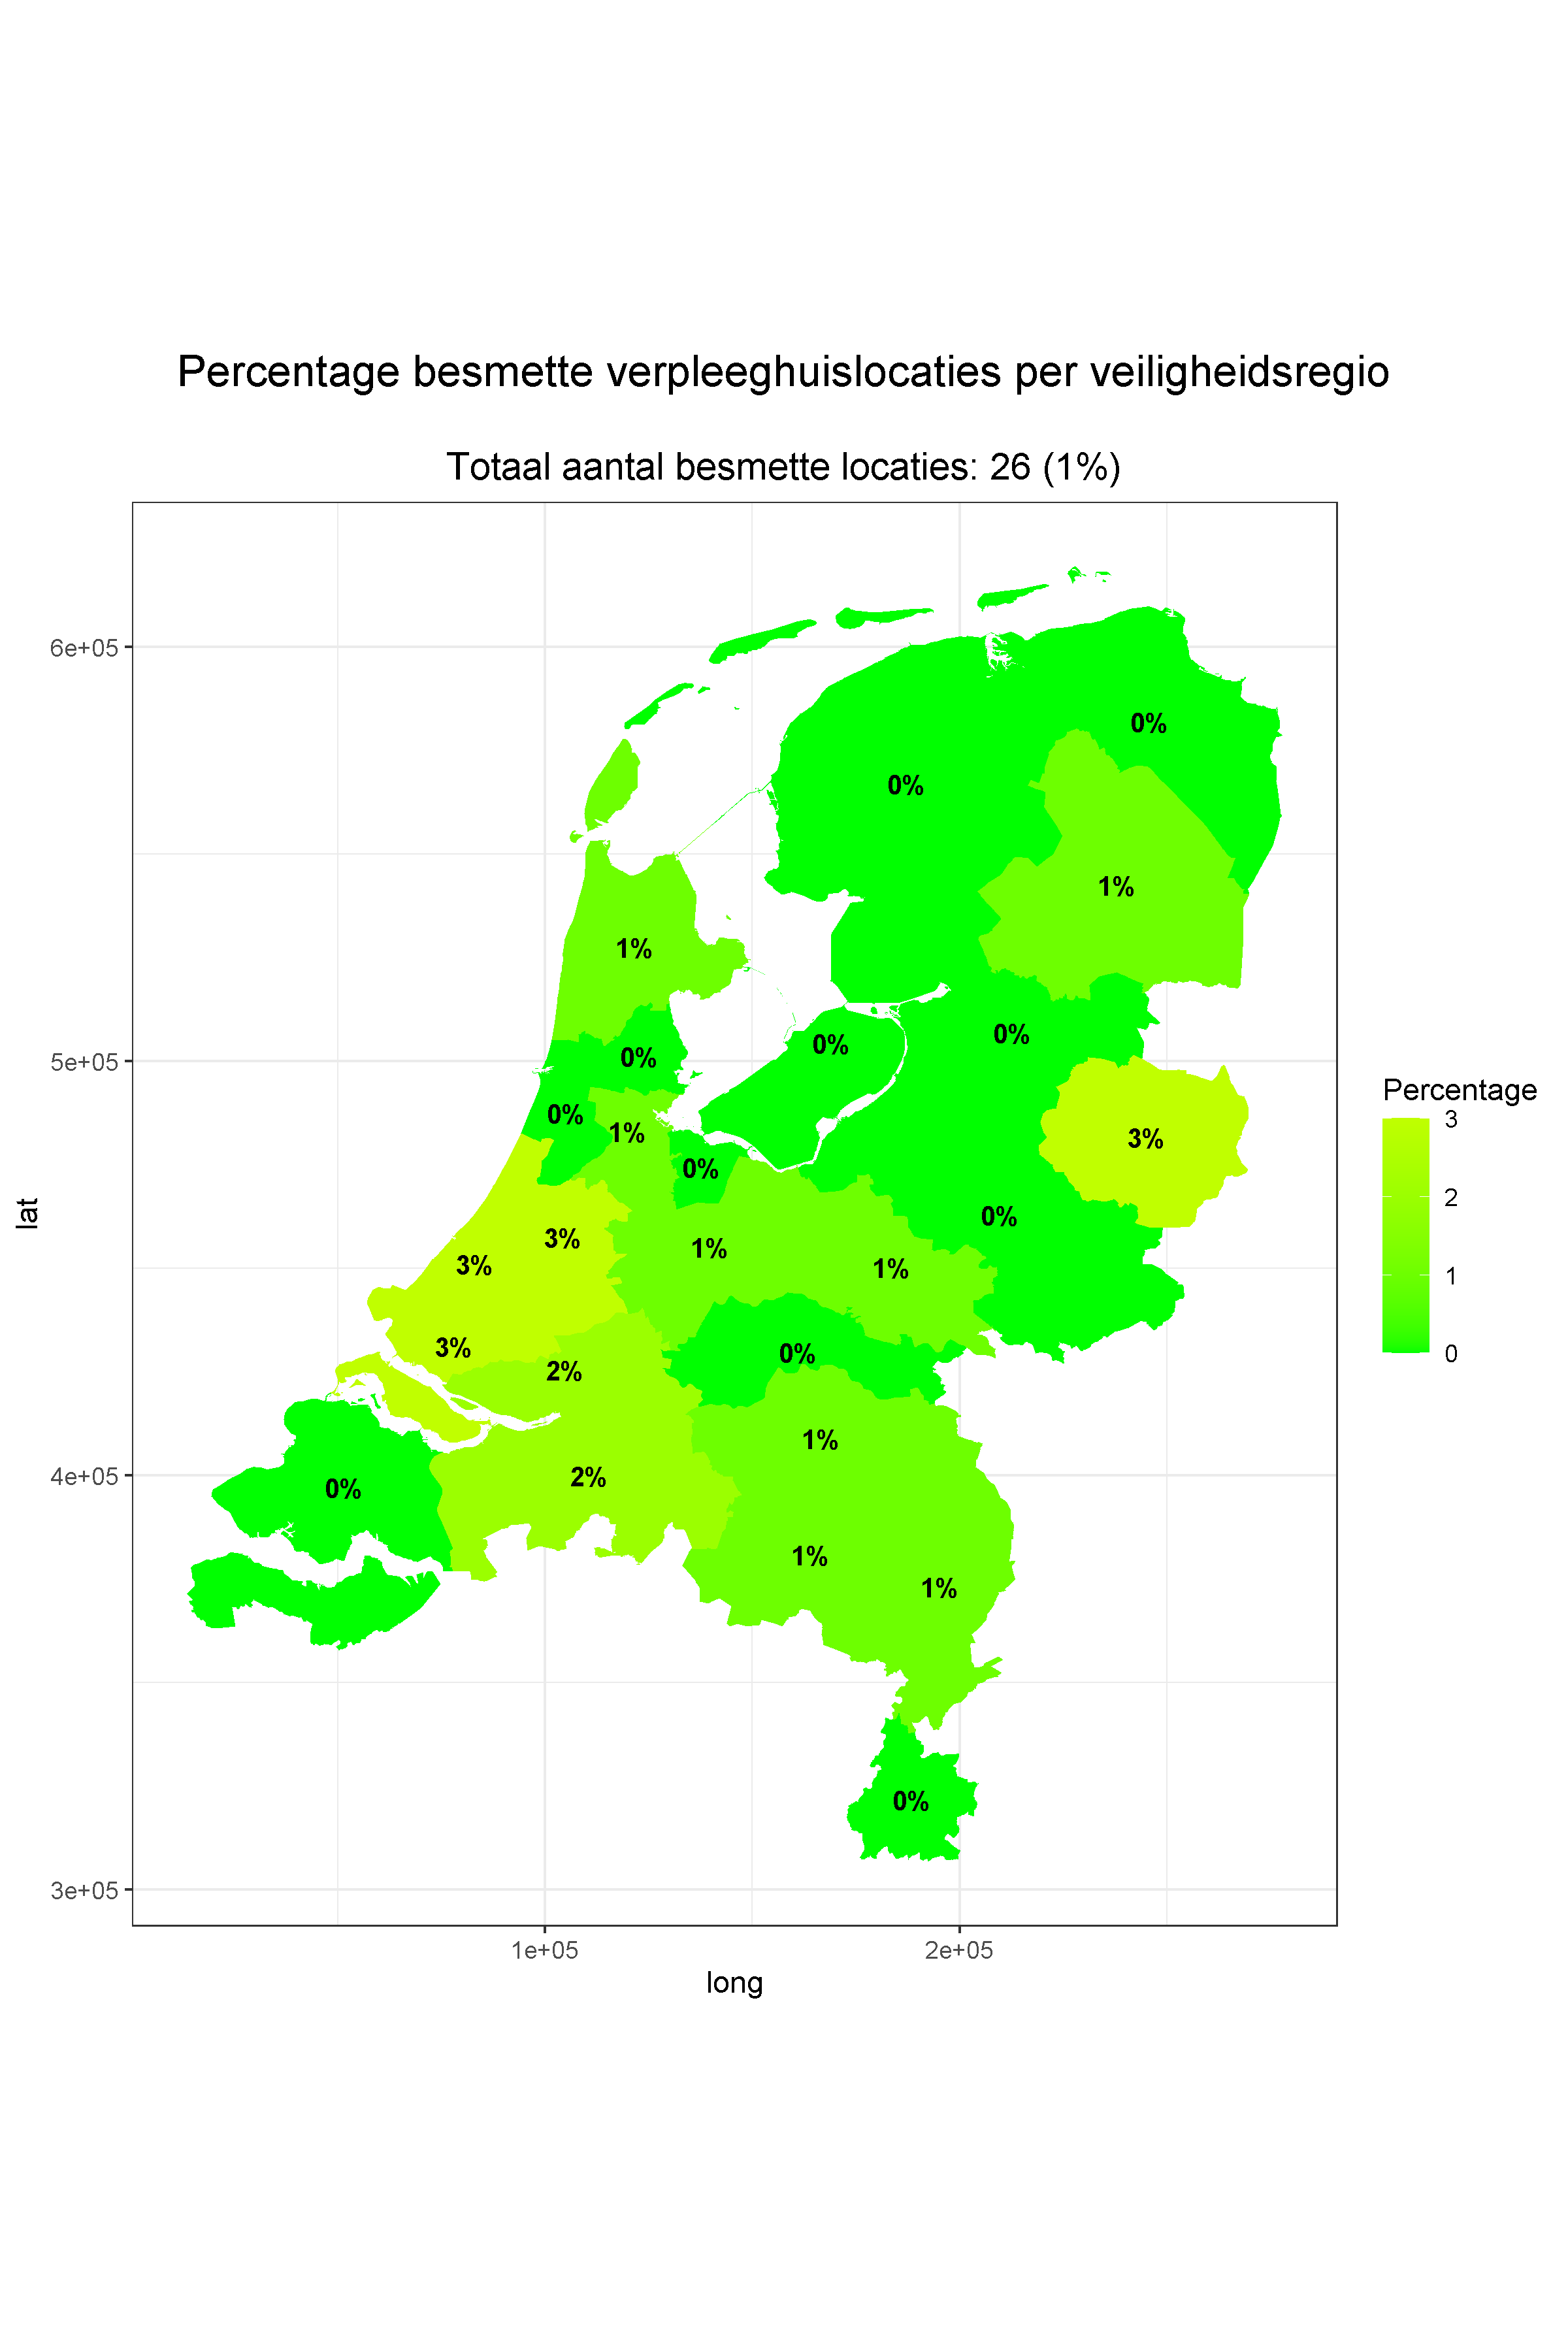 Percentage besmette verpleeghuislocaties per veiligheidsregio
Totaal aantal besmette locaties: 26 (1%)
6e+05
0%
0%
1%
1%
0%
0%
0%
5e+05
0%
0%
1%
3%
0%
0%
3%
1%
3%
1%
3%
0%
2%
1%
4e+05
2%
0%
1%
1%
0%
3e+05
1e+05
2e+05
long
lat
Percentage
3
2
1
0